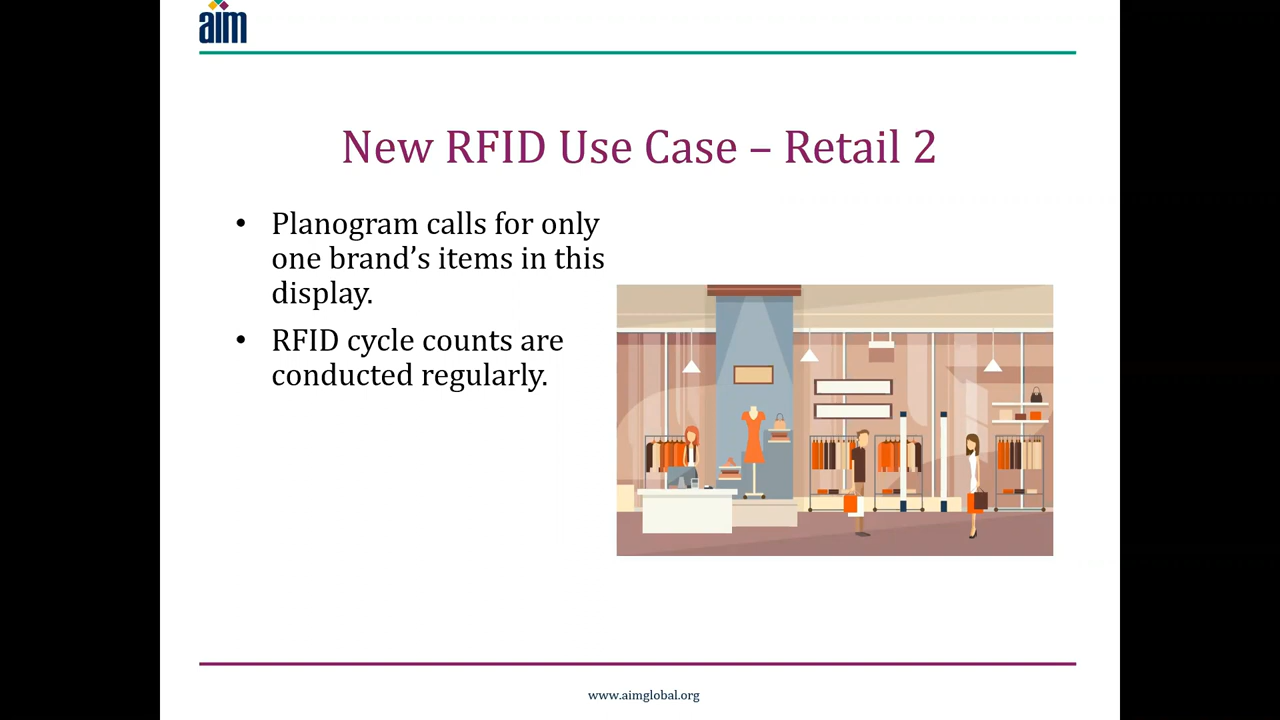 aim
New RFID Use Case – Retail 2
• Planogram calls for only
one brand’s items in this
display.
• RFID cycle counts are
conducted regularly.
www.aimglobal.org